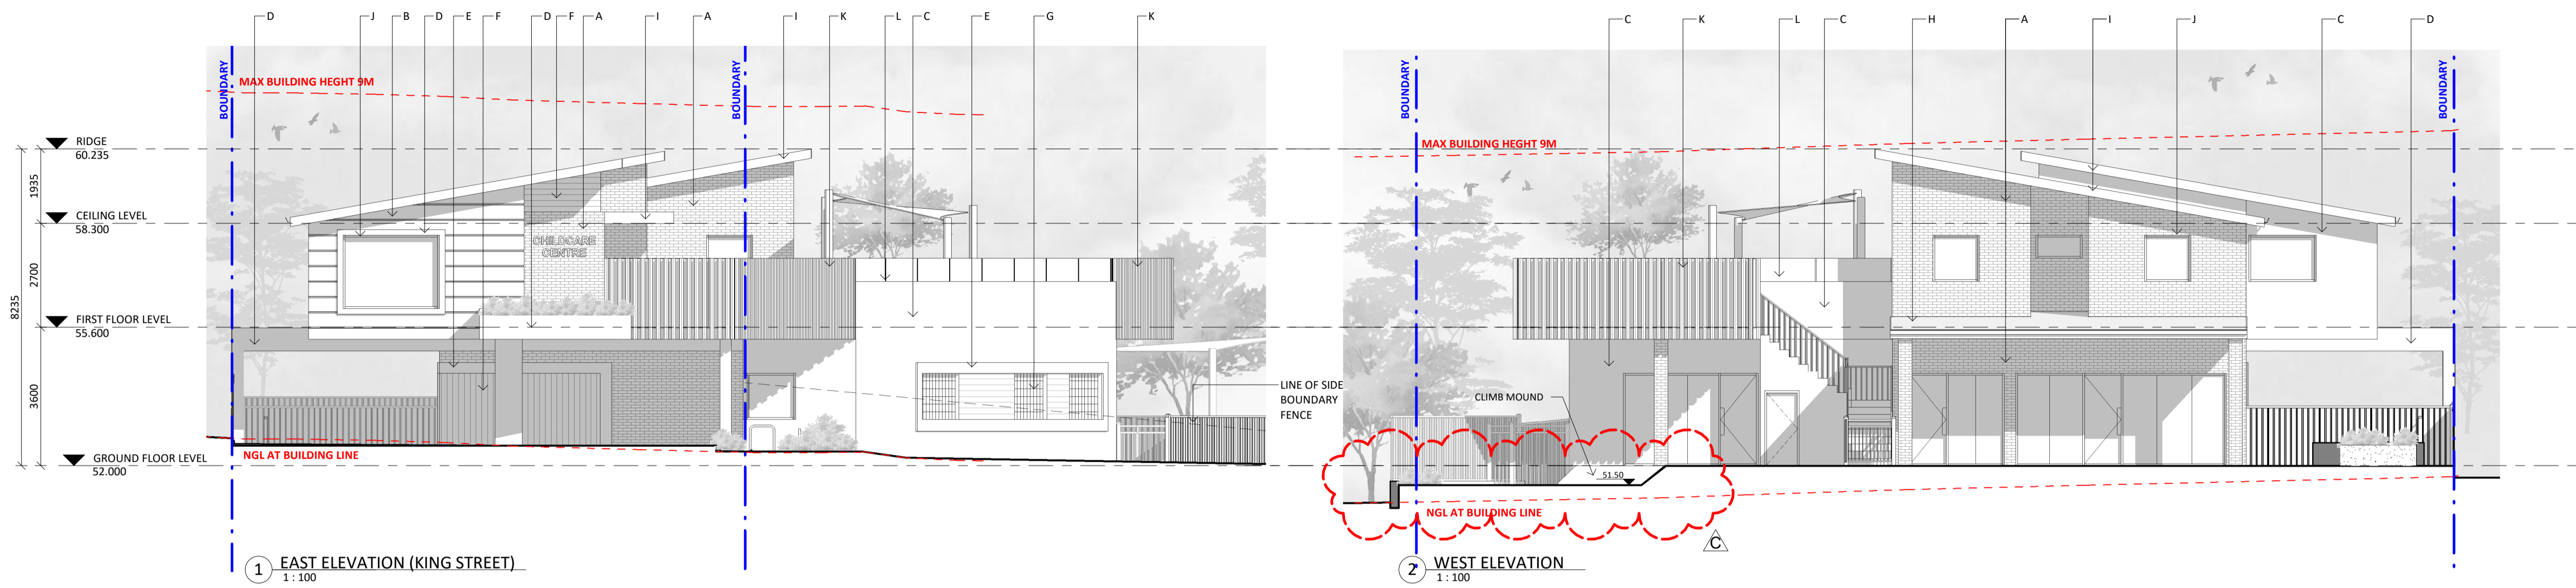 D J B D E F D F A I A I K L C E G K
C K L C H A I J C D
BOUNDARY
MAX BUILDING HEGHT 9M
BOUNDARY
BOUNDARY
MAX BUILDING HEGHT 9M
BOUNDARY
RIDGE
60.235
1935
CEILING LEVEL
58.300
CHILDCARE
CENTRE
2700
8235
FIRST FLOOR LEVEL
55.600
3600
LINE OF SIDE
BOUNDARY
FENCE
CLIMB MOUND
GROUND FLOOR LEVEL
52.000
NGL AT BUILDING LINE
51.50
NGL AT BUILDING LINE
C
1 EAST ELEVATION (KING STREET)
1 : 100
2 WEST ELEVATION
1 : 100